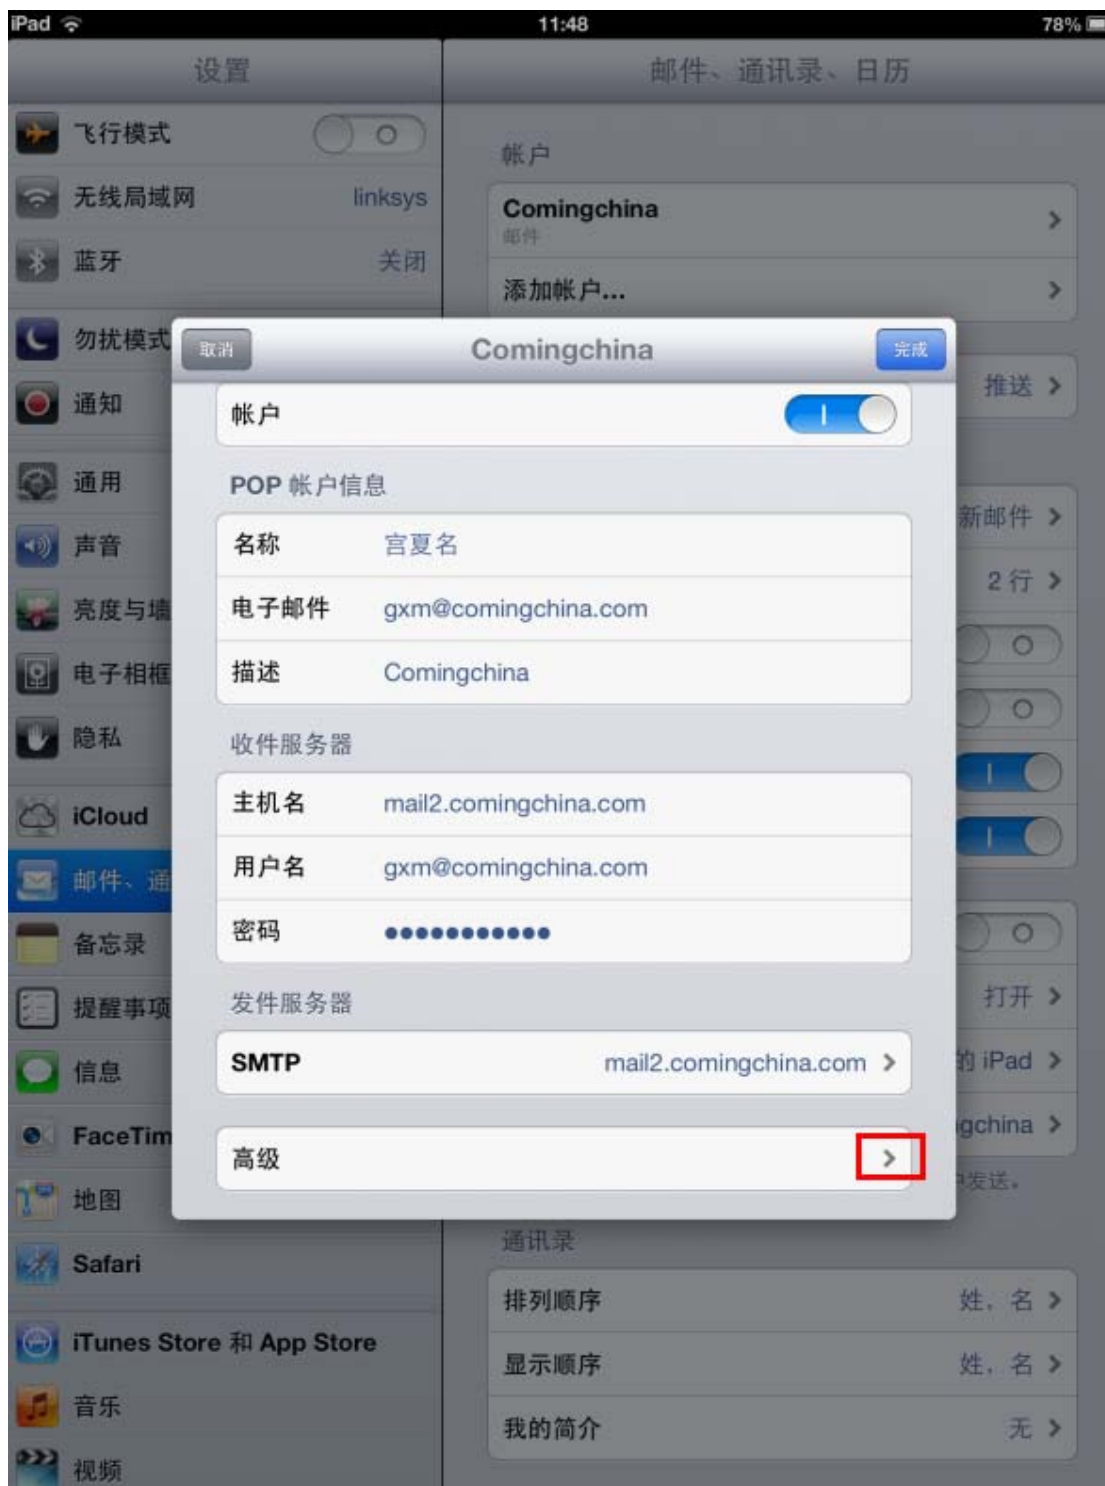 iPad 11:48 78%
设置
飞行模式
无线局域网 linksys
蓝牙 关闭
勿扰模式
通知
通用
声音
亮度与墙
电子相框
隐私
iCloud
邮件、通
备忘录
提醒事项
信息
FaceTim
地图
Safari
iTunes Store 和 App Store
音乐
视频
邮件、通讯录、日历
帐户
Comingchina
邮件
添加帐户...
推送
新邮件
2 行
打开
的 iPad
gchina
发送。
通讯录
排列顺序 姓，名
显示顺序 姓，名
我的简介 无
取消 Comingchina 完成
帐户
POP 帐户信息
名称 宫夏名
电子邮件 gxm@comingchina.com
描述 Comingchina
收件服务器
主机名 mail2.comingchina.com
用户名 gxm@comingchina.com
密码 ●●●●●●●●●●●
发件服务器
SMTP mail2.comingchina.com
高级